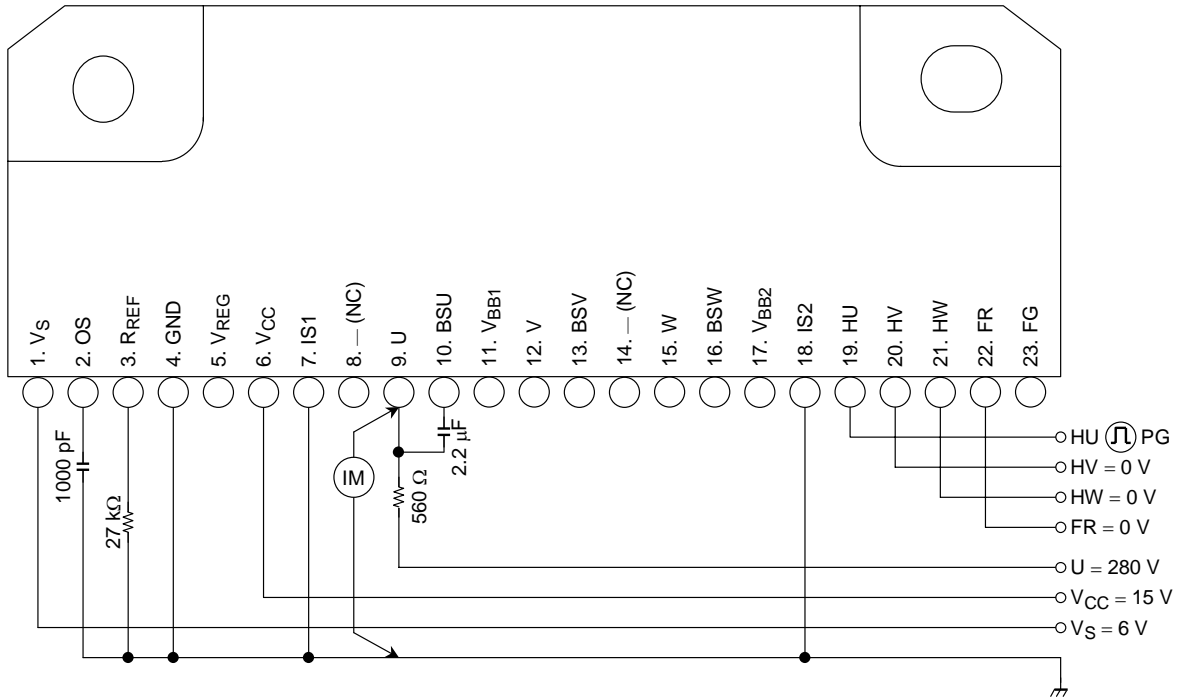 1. VS
2. OS
3. RREF
4. GND
5. VREG
6. VCC
7. IS1
8. — (NC)
9. U
10. BSU
11. VBB1
12. V
13. BSV
14. — (NC)
15. W
16. BSW
17. VBB2
18. IS2
19. HU
20. HV
21. HW
22. FR
23. FG
1000 pF
27 kΩ
IM
560 Ω
2.2 μF
HU PG
HV = 0 V
HW = 0 V
FR = 0 V
U = 280 V
VCC = 15 V
VS = 6 V